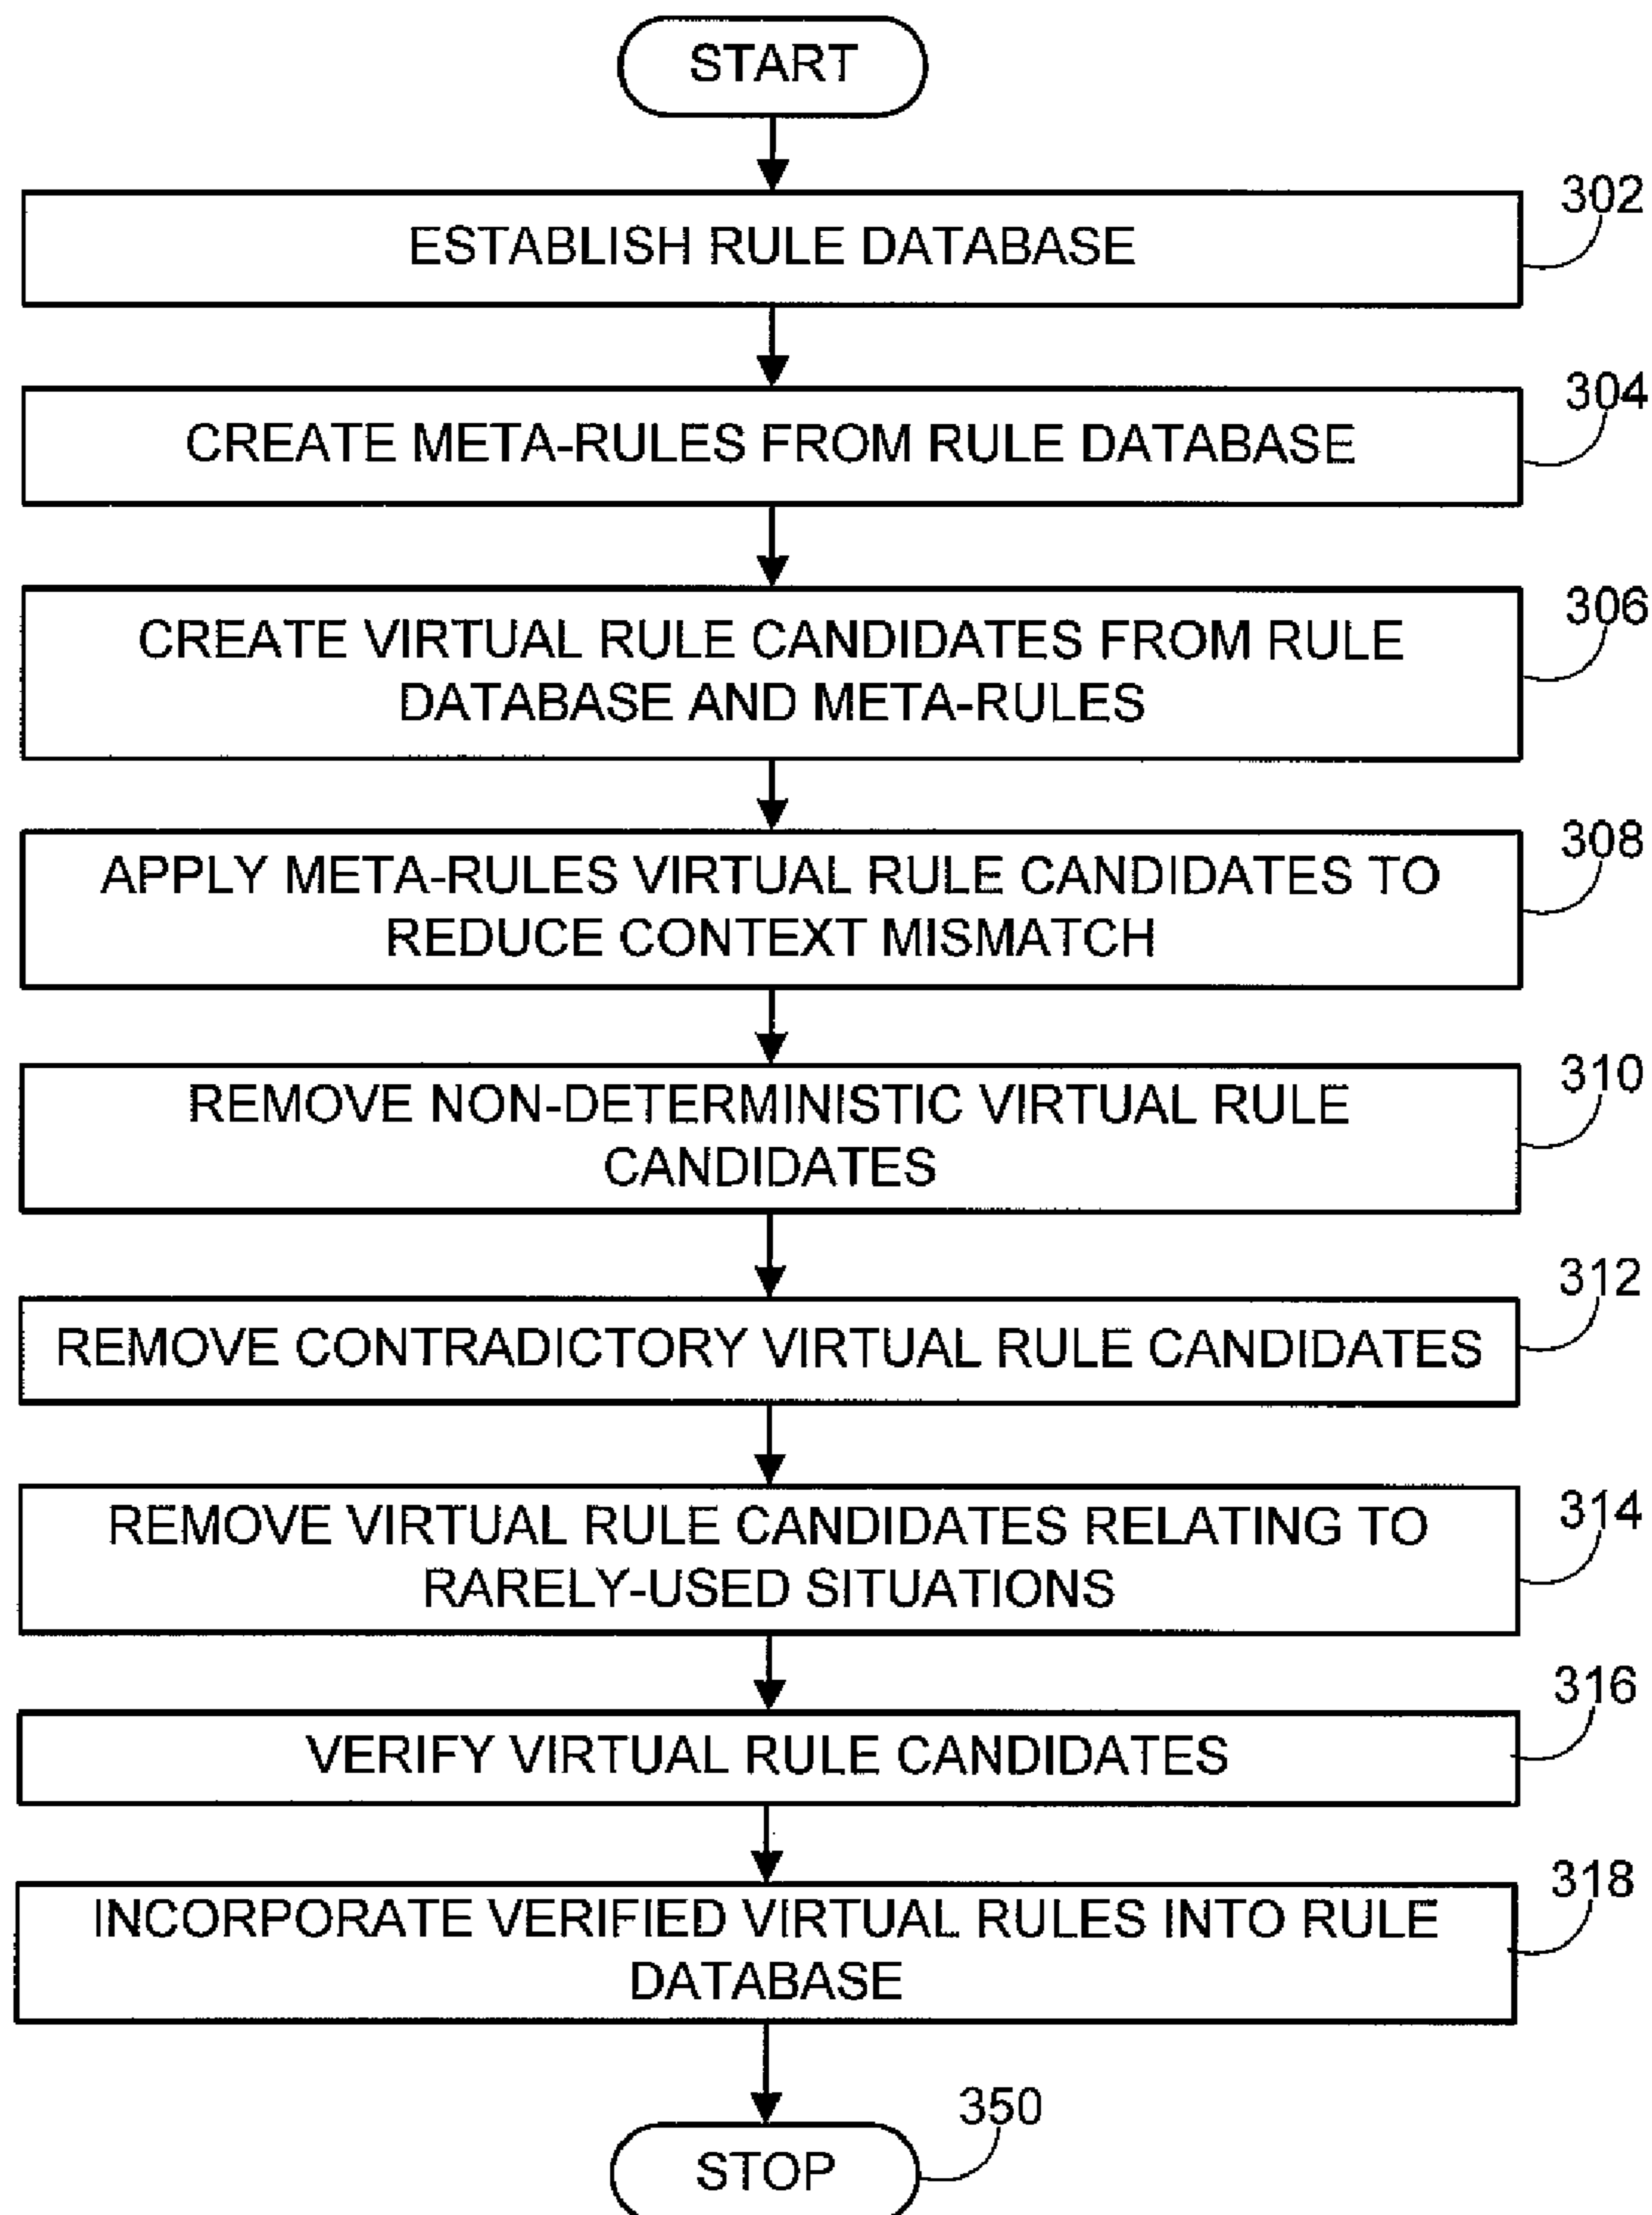 START
302
ESTABLISH RULE DATABASE
304
CREATE META-RULES FROM RULE DATABASE
306
CREATE VIRTUAL RULE CANDIDATES FROM RULE
DATABASE AND META-RULES
308
APPLY META-RULES VIRTUAL RULE CANDIDATES TO
REDUCE CONTEXT MISMATCH
310
REMOVE NON-DETERMINISTIC VIRTUAL RULE
CANDIDATES
312
REMOVE CONTRADICTORY VIRTUAL RULE CANDIDATES
314
REMOVE VIRTUAL RULE CANDIDATES RELATING TO
RARELY-USED SITUATIONS
316
VERIFY VIRTUAL RULE CANDIDATES
318
INCORPORATE VERIFIED VIRTUAL RULES INTO RULE
DATABASE
350
STOP